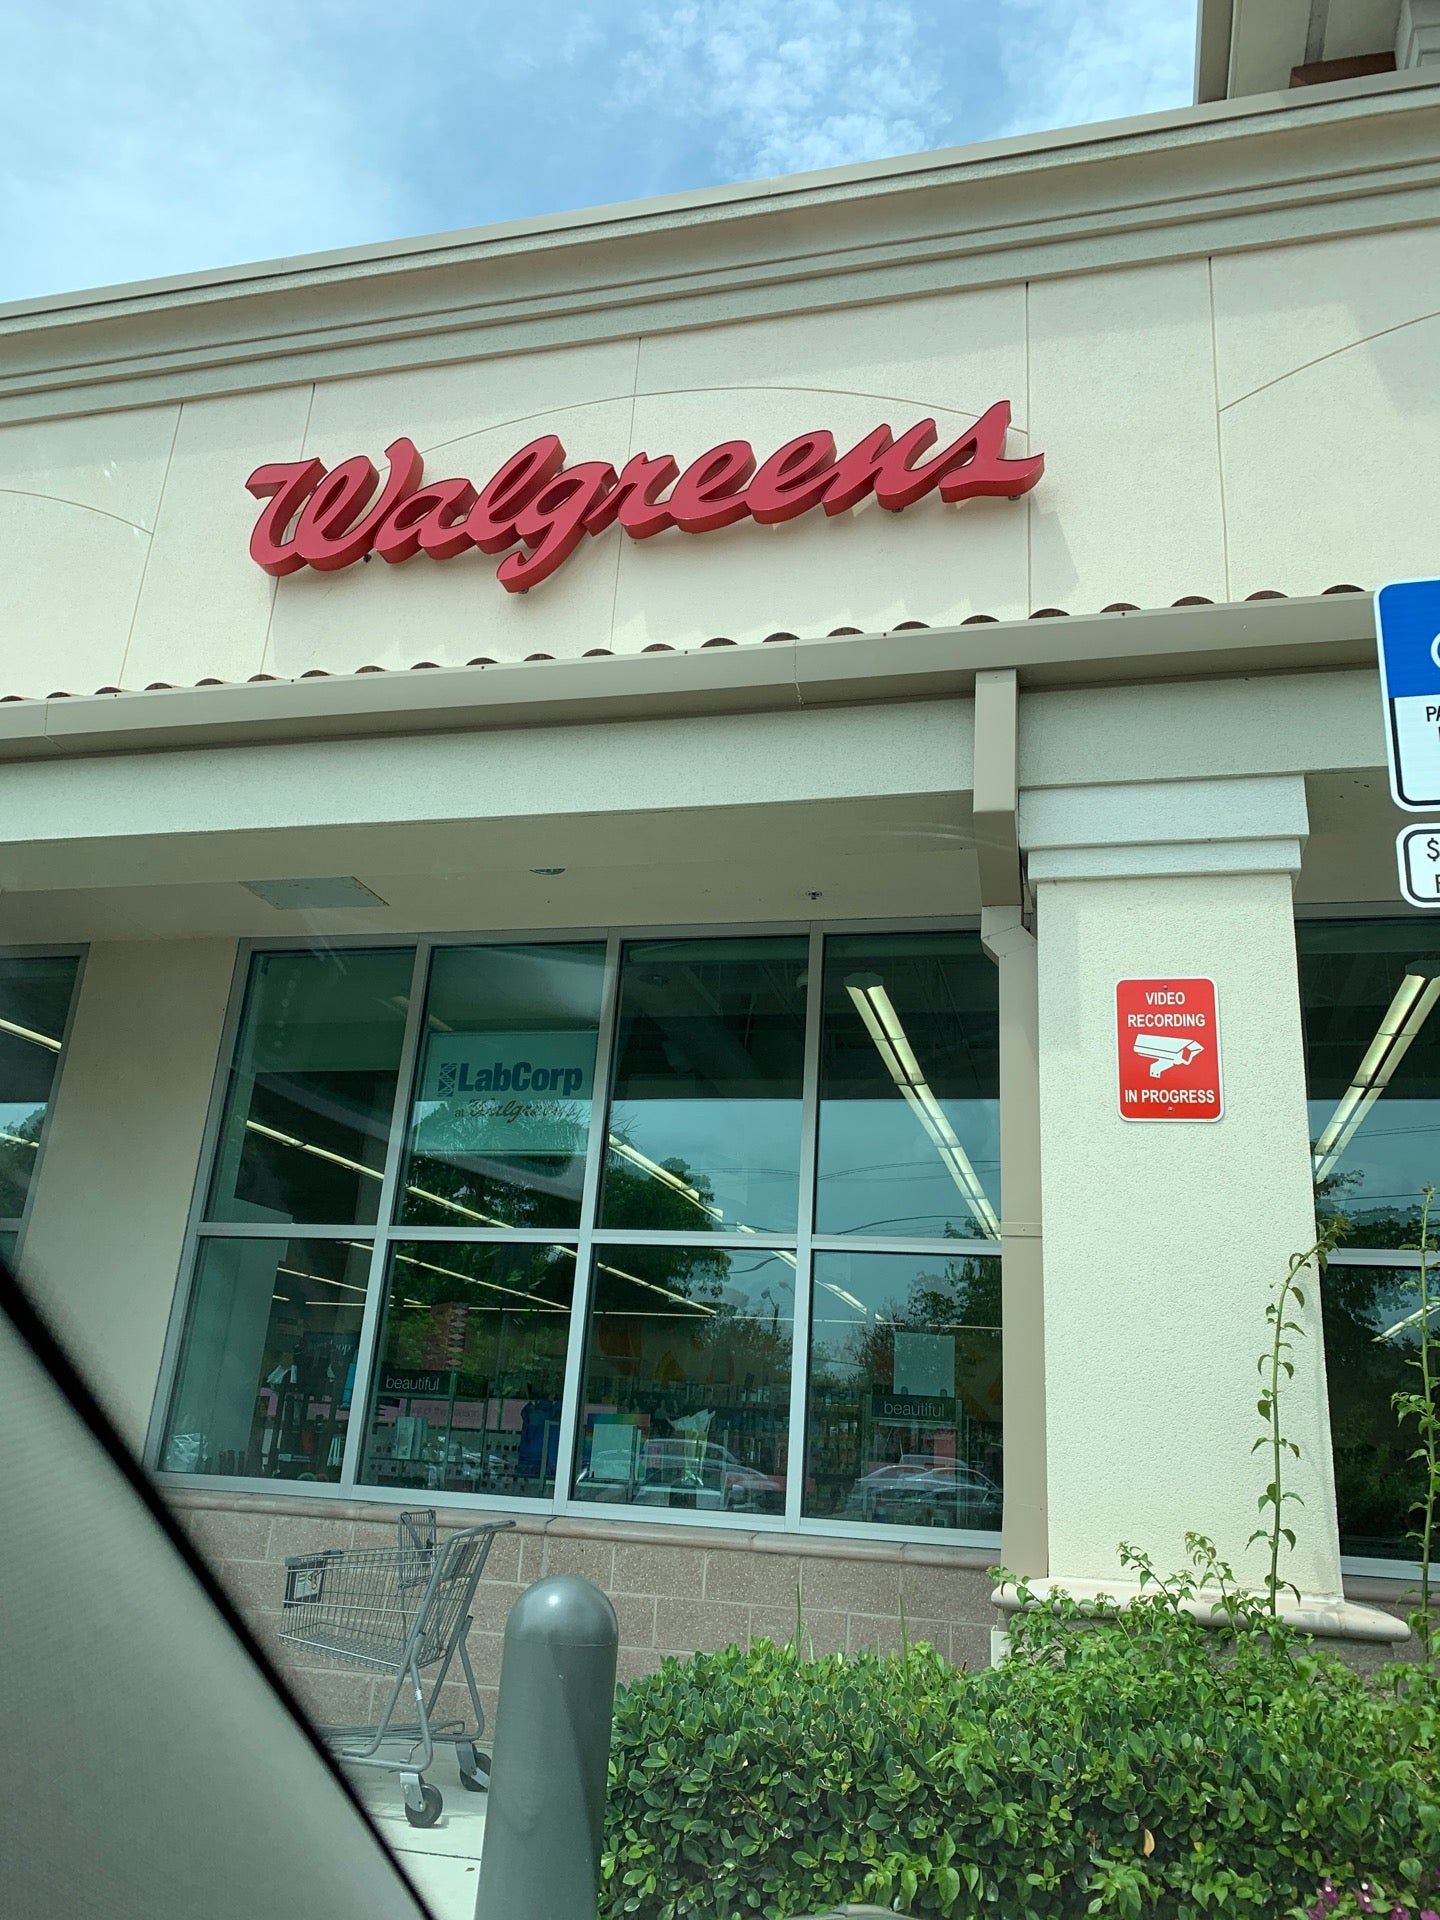 Walgreens
VIDEO
RECORDING
IN PROGRESS
LabCorp
at Walgreens
beautiful
beautiful
$